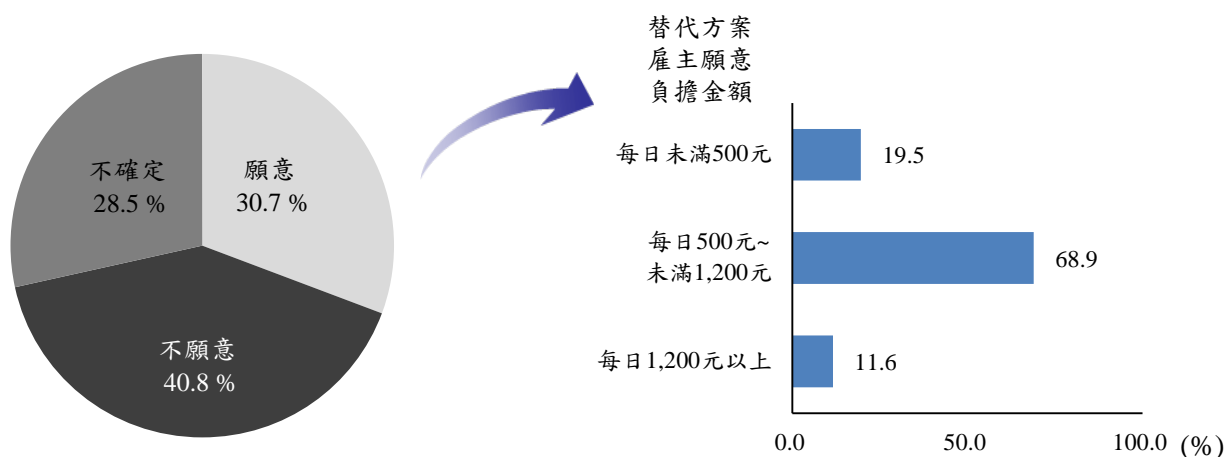 不確定
28.5 %
願意
30.7 %
不願意
40.8 %
替代方案
雇主願意
負擔金額
每日未滿500元
19.5
每日500元~
未滿1,200元
68.9
每日1,200元以上
11.6
0.0
50.0
100.0
(%)